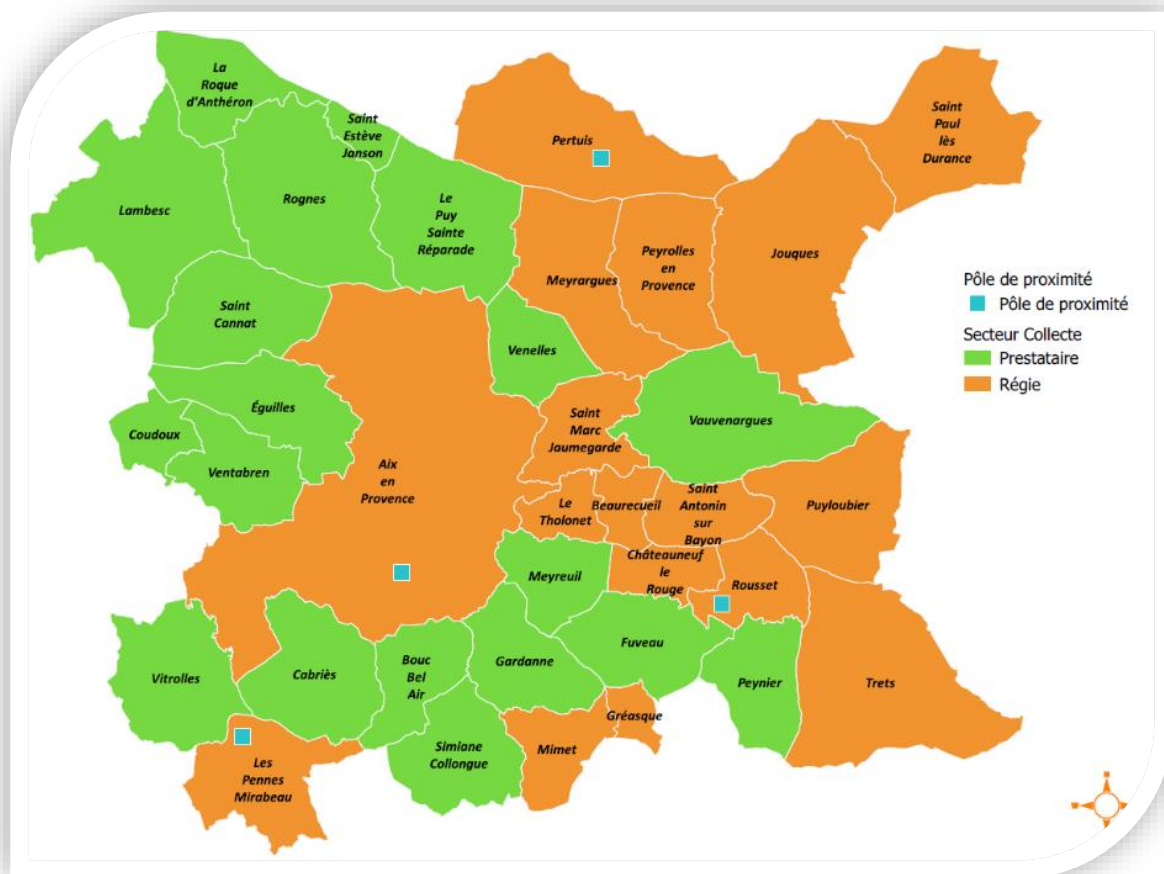 La
Roque
d'Anthéron
Saint
Estève
Janson
Pertuis
Saint
Paul
lès
Durance
Lambesc
Rognes
Le
Puy
Sainte
Réparade
Meyrargues
Peyrolles
en
Provence
Jouques
Saint
Cannat
Venelles
Éguilles
Coudoux
Ventabren
Aix
en
Provence
Saint
Marc
Jaumegarde
Vauvenargues
Le
Tholonet
Beaurecueil
Saint
Antonin
sur
Bayon
Puyloubier
Châteauneuf
le
Rouge
Rousset
Meyreuil
Fuveau
Peynier
Trets
Vitrolles
Cabriès
Bouc
Bel
Air
Gardanne
Simiane
Collongue
Mimet
Gréasque
Les
Pennes
Mirabeau
Pôle de proximité
Pôle de proximité
Secteur Collecte
Prestataire
Régie